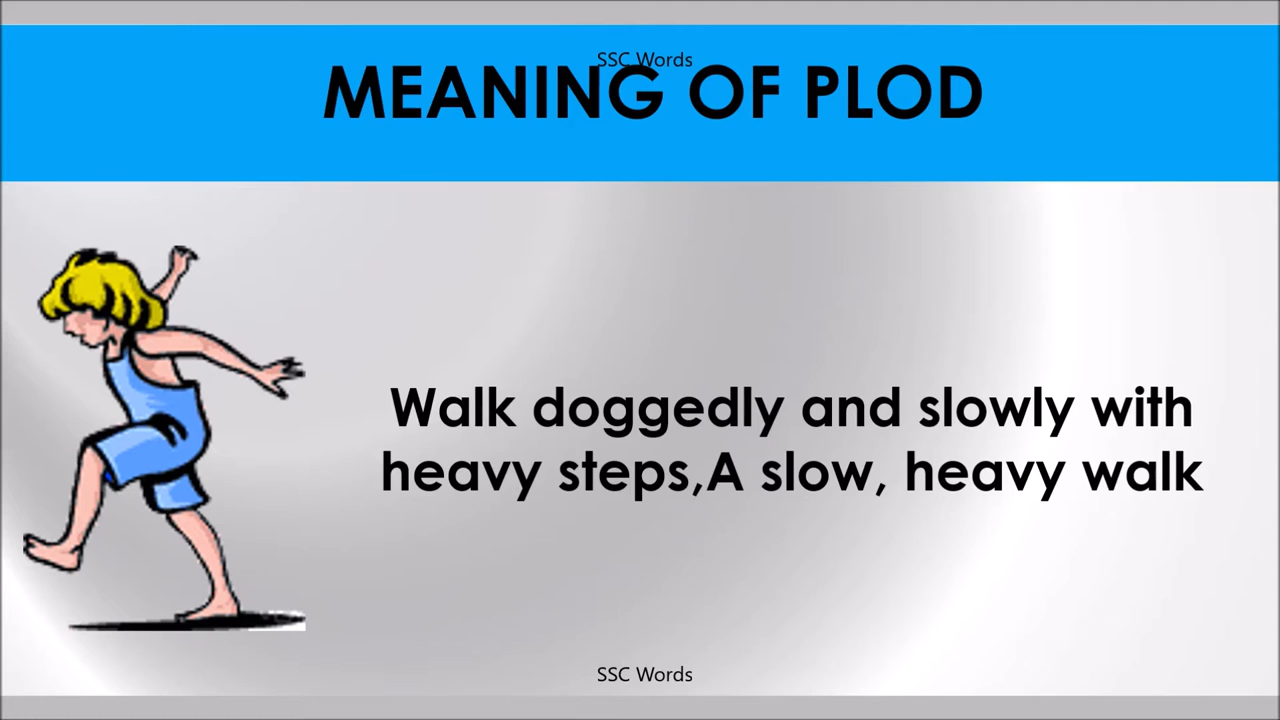 SSC Words
MEANING OF PLOD
Walk doggedly and slowly with
heavy steps,A slow, heavy walk
SSC Words